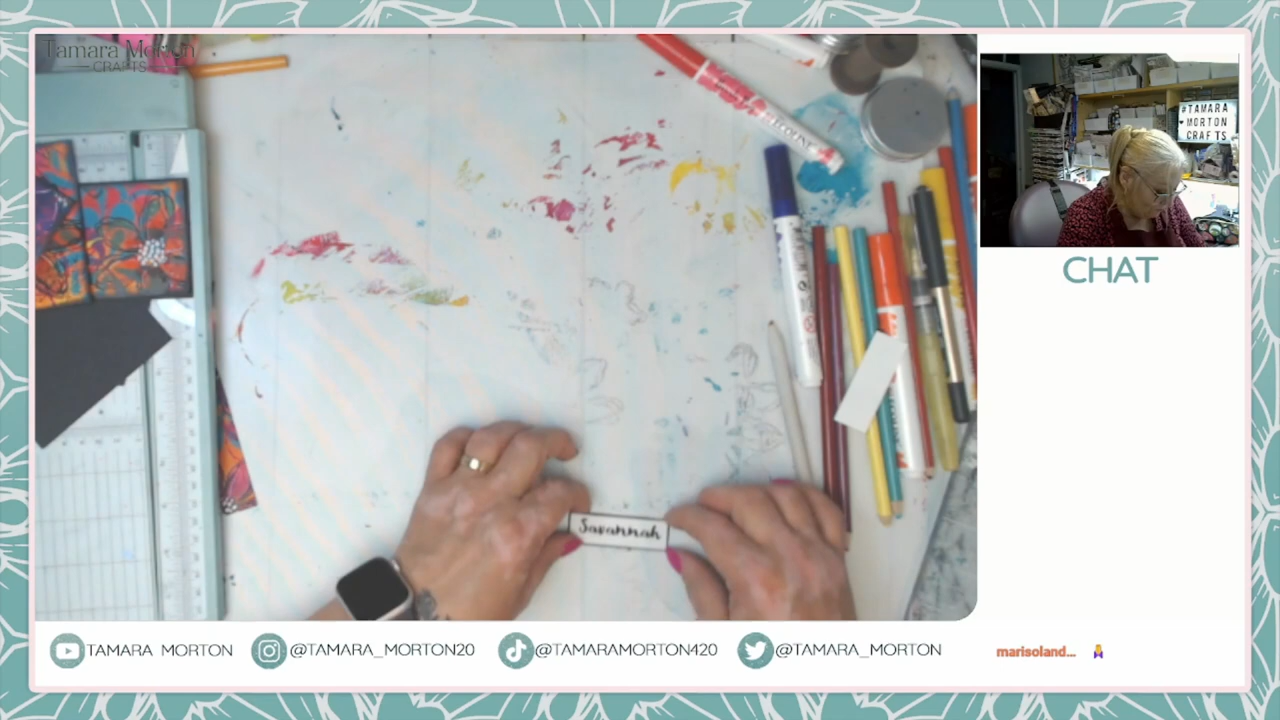 Tamara Morton
CRAFTS
#TAMARA
MORTON
CRAFTS
CHAT
Savannah
TAMARA MORTON
@TAMARA_MORTON20
@TAMARAMORTON420
@TAMARA_MORTON
marisoland...